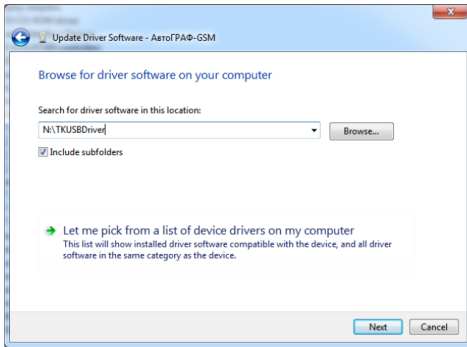 Update Driver Software - АвтоГРАФ-GSM
Browse for driver software on your computer
Search for driver software in this location:
N:\TKUSBDriver
Browse...
Include subfolders
Let me pick from a list of device drivers on my computer
This list will show installed driver software compatible with the device, and all driver
software in the same category as the device.
Next
Cancel